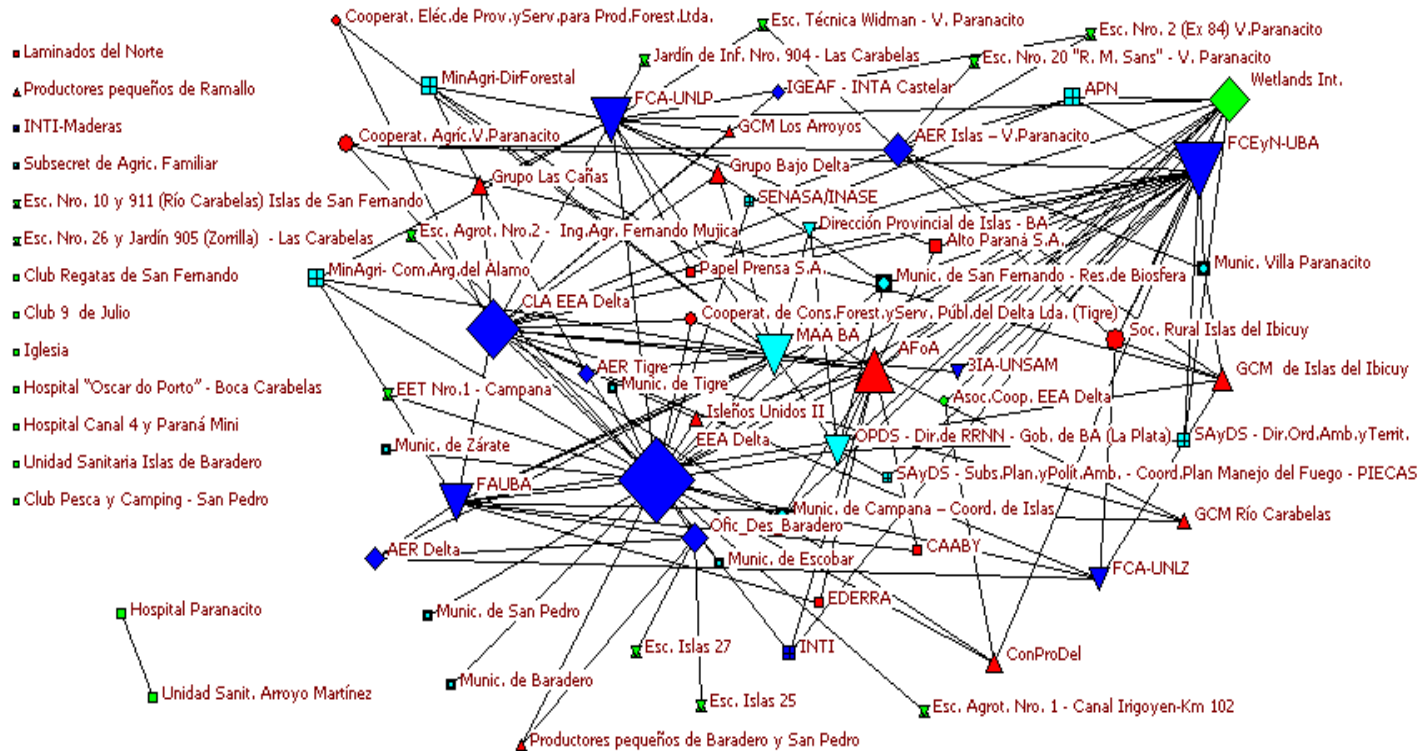 Cooperat. Eléc.de Prov.yServ.para Prod.Forest.Ltda.
Esc. Técnica Widman - V. Paranacito
Esc. Nro. 2 (Ex 84) V.Paranacito
Laminados del Norte
Jardín de Inf. Nro. 904 - Las Carabelas
Esc. Nro. 20 "R. M. Sans" - V. Paranacito
MinAgri-DirForestal
Wetlands Int.
Productores pequeños de Ramallo
FCA-UNLP
IGEAF - INTA Castelar
APN
INTI-Maderas
GCM Los Arroyos
Cooperat. Agríc.V.Paranacito
AER Islas – V.Paranacito
FCEyN-UBA
Subsecret de Agric. Familiar
Grupo Las Cañas
Grupo Bajo Delta
SENASA/INASE
Esc. Nro. 10 y 911 (Río Carabelas) Islas de San Fernando
Esc. Agrot. Nro.2 - Ing.Agr. Fernando Mujica
Dirección Provincial de Islas - BA
Esc. Nro. 26 y Jardín 905 (Zorrilla) - Las Carabelas
Alto Paraná S.A.
Club Regatas de San Fernando
MinAgri- Com.Arg.del Álamo
Papel Prensa S.A.
Munic. de San Fernando - Res.de Biosfera
Munic. Villa Paranacito
CLA EEA Delta
Club 9 de Julio
Cooperat. de Cons.Forest.yServ. Públ.del Delta Lda. (Tigre)
MAA BA
AFoA
Soc. Rural Islas del Ibicuy
Iglesia
AER Tigre
3IA-UNSAM
GCM de Islas del Ibicuy
Hospital "Oscar do Porto" - Boca Carabelas
EET Nro.1 - Campana
Munic. de Tigre
Asoc.Coop. EEA Delta
Isleños Unidos II
Hospital Canal 4 y Paraná Mini
Munic. de Zárate
EEA Delta
OPDS - Dir.de RRNN - Gob. de BA (La Plata)
SAyDS - Dir.Ord.Amb.yTerrit.
Unidad Sanitaria Islas de Baradero
FAUBA
SAyDS - Subs.Plan.yPolít.Amb. - Coord.Plan Manejo del Fuego - PIECAS
Club Pesca y Camping - San Pedro
Munic. de Campana – Coord. de Islas
GCM Río Carabelas
Ofic_Des_Baradero
AER Delta
CAABY
Munic. de Escobar
FCA-UNLZ
Hospital Paranacito
Munic. de San Pedro
EDERRA
Esc. Islas 27
INTI
ConProDel
Munic. de Baradero
Unidad Sanit. Arroyo Martínez
Esc. Islas 25
Esc. Agrot. Nro. 1 - Canal Irigoyen-Km 102
Productores pequeños de Baradero y San Pedro